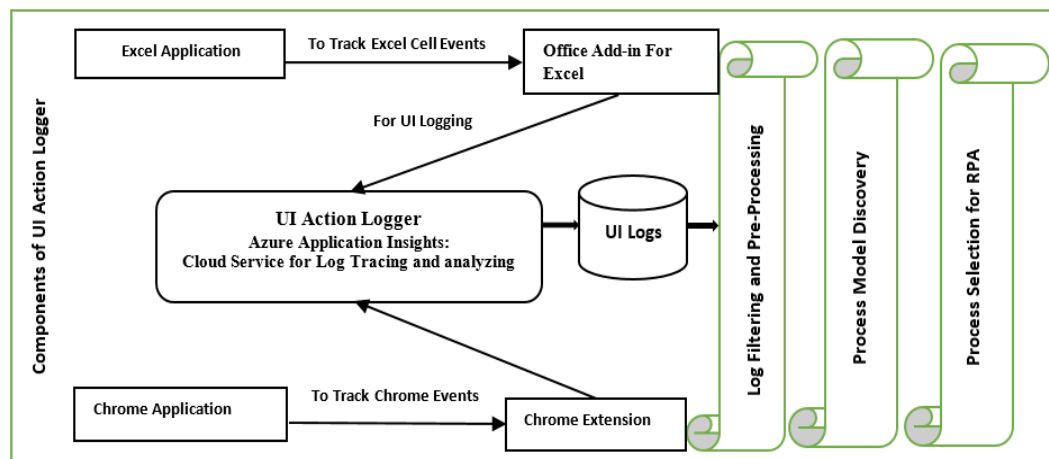 Components of UI Action Logger
Excel Application
To Track Excel Cell Events
Office Add-in For
Excel
For UI Logging
UI Action Logger
Azure Application Insights:
Cloud Service for Log Tracing and analyzing
UI Logs
Chrome Application
To Track Chrome Events
Chrome Extension
Log Filtering and Pre-Processing
Process Model Discovery
Process Selection for RPA